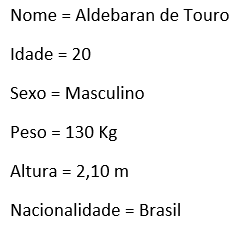 Nome = Aldebaran de Touro
Idade = 20
Sexo = Masculino
Peso = 130 Kg
Altura = 2,10 m
Nacionalidade = Brasil